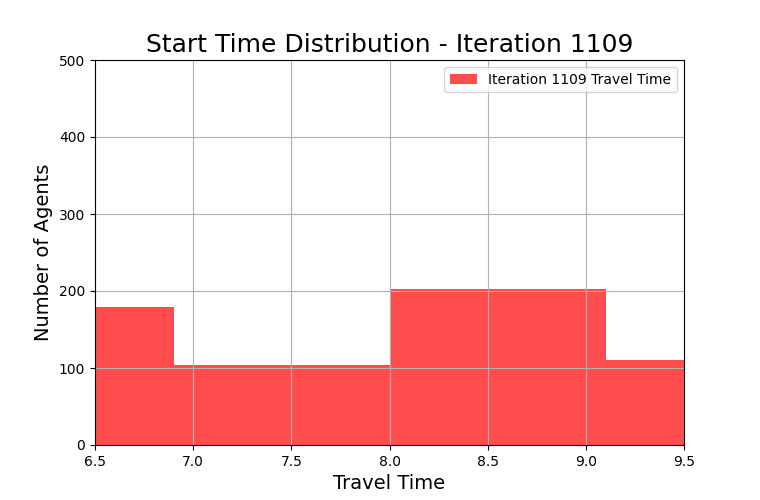 Start Time Distribution - Iteration 1109
Iteration 1109 Travel Time
Number of Agents
500
400
300
200
100
0
6.5 7.0 7.5 8.0 8.5 9.0 9.5
Travel Time